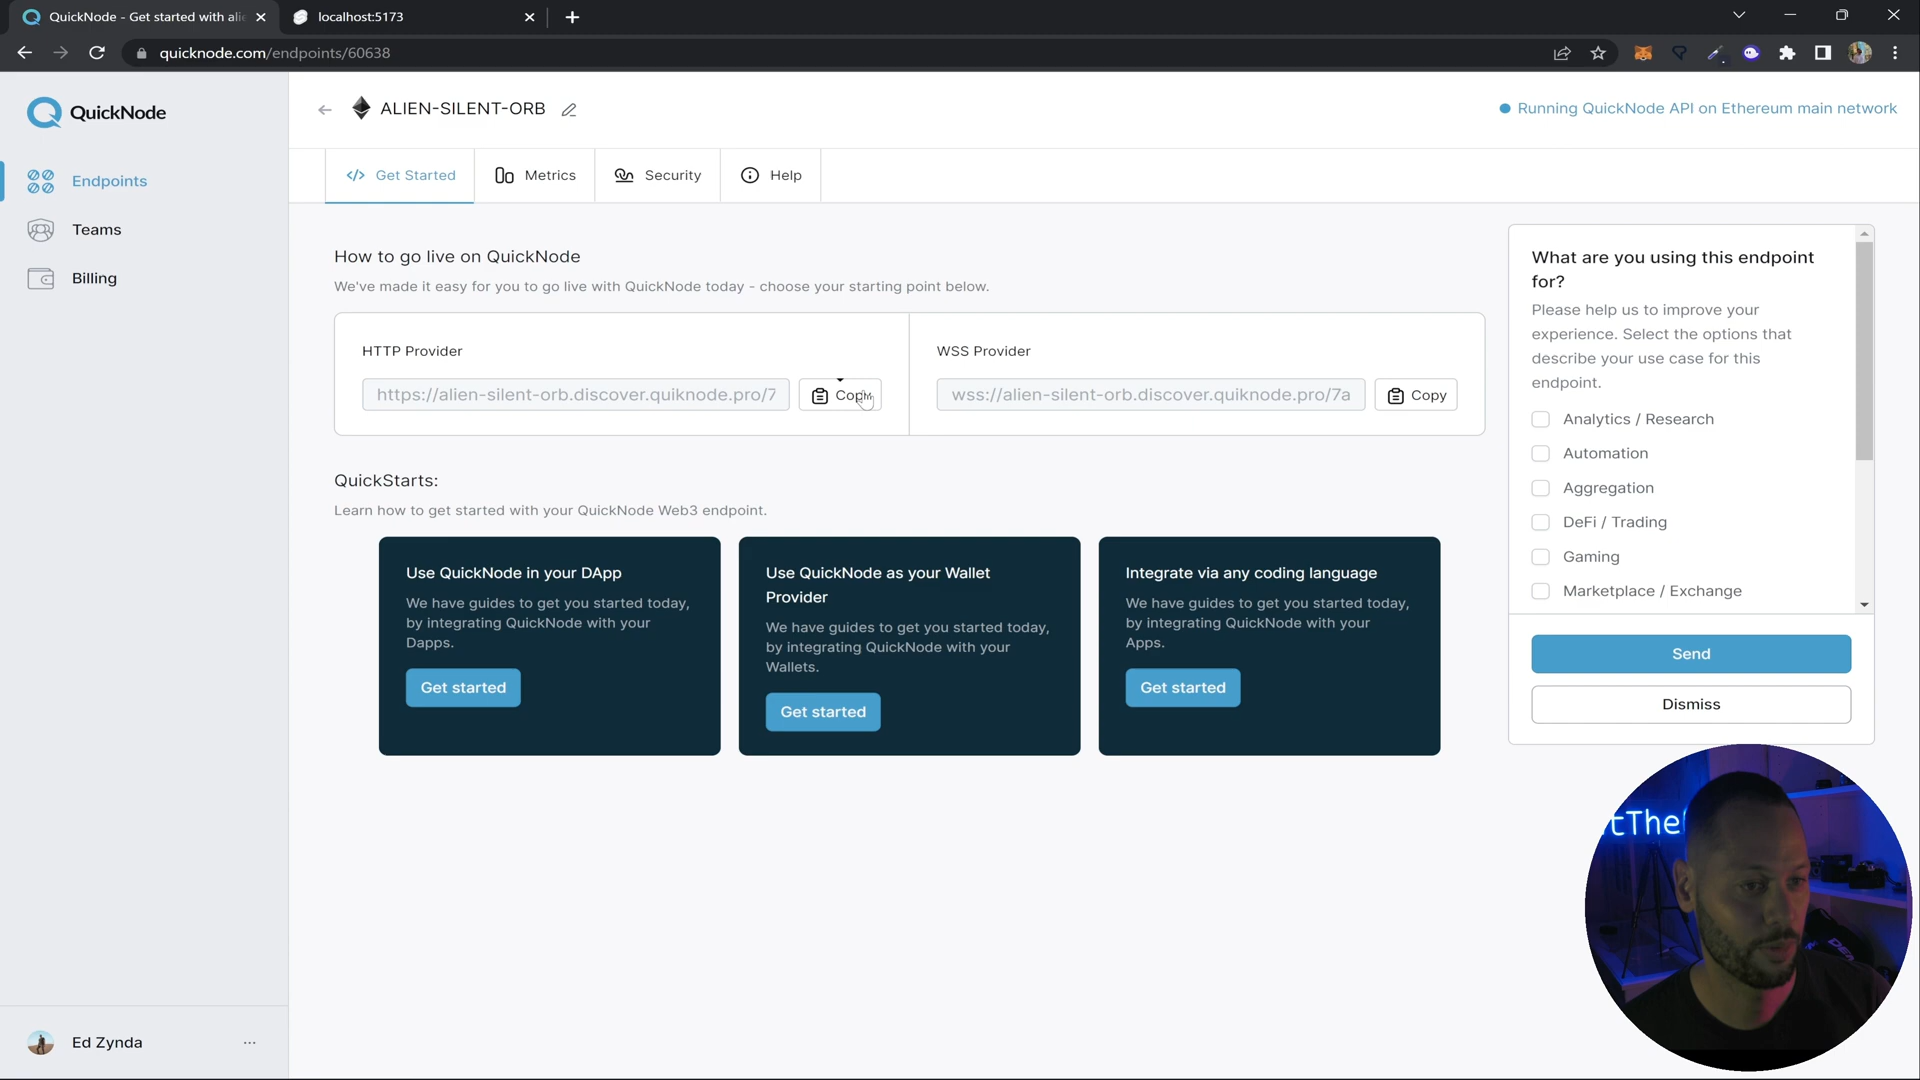 QuickNode - Get started with alie
localhost:5173
quicknode.com/endpoints/60638
QuickNode
ALIEN-SILENT-ORB
Running QuickNode API on Ethereum main network
Endpoints
Teams
Billing
</> Get Started
Metrics
Security
Help
How to go live on QuickNode
We've made it easy for you to go live with QuickNode today - choose your starting point below.
HTTP Provider
https://alien-silent-orb.discover.quiknode.pro/7
Copy
WSS Provider
wss://alien-silent-orb.discover.quiknode.pro/7a
Copy
QuickStarts:
Learn how to get started with your QuickNode Web3 endpoint.
Use QuickNode in your DApp
We have guides to get you started today,
by integrating QuickNode with your
Dapps.
Get started
Use QuickNode as your Wallet
Provider
We have guides to get you started today,
by integrating QuickNode with your
Wallets.
Get started
Integrate via any coding language
We have guides to get you started today,
by integrating QuickNode with your
Apps.
Get started
What are you using this endpoint
for?
Please help us to improve your
experience. Select the options that
describe your use case for this
endpoint.
Analytics / Research
Automation
Aggregation
DeFi / Trading
Gaming
Marketplace / Exchange
Send
Dismiss
Ed Zynda